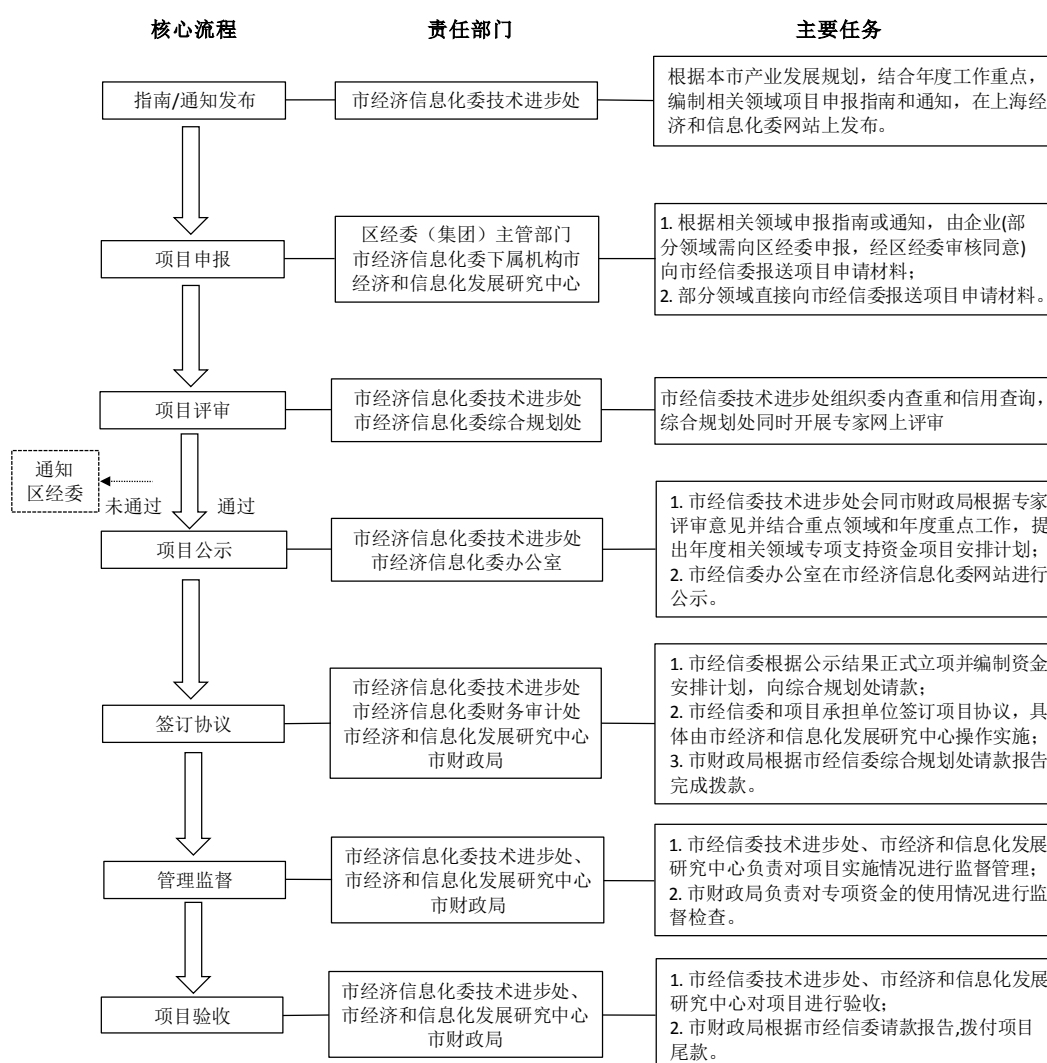 核心流程
责任部门
主要任务
指南/通知发布
市经济信息化委技术进步处
根据本市产业发展规划，结合年度工作重点，
编制相关领域项目申报指南和通知，在上海经
济和信息化委网站上发布。
项目申报
区经委（集团）主管部门
市经济信息化委下属机构市
经济和信息化发展研究中心
1. 根据相关领域申报指南或通知，由企业(部
分领域需向区经委申报，经区经委审核同意)
向市经信委报送项目申请材料；
2. 部分领域直接向市经信委报送项目申请材料。
项目评审
市经济信息化委技术进步处
市经济信息化委综合规划处
市经信委技术进步处组织委内查重和信用查询，
综合规划处同时开展专家网上评审
通知
区经委
未通过
通过
项目公示
市经济信息化委技术进步处
市经济信息化委办公室
1. 市经信委技术进步处会同市财政局根据专家
评审意见并结合重点领域和年度重点工作，提
出年度相关领域专项支持资金项目安排计划；
2. 市经信委办公室在市经济信息化委网站进行
公示。
签订协议
市经济信息化委技术进步处
市经济信息化委财务审计处
市经济和信息化发展研究中心
市财政局
1. 市经信委根据公示结果正式立项并编制资金
安排计划，向综合规划处请款；
2. 市经信委和项目承担单位签订项目协议，具
体由市经济和信息化发展研究中心操作实施；
3. 市财政局根据市经信委综合规划处请款报告
完成拨款。
管理监督
市经济信息化委技术进步处、
市经济和信息化发展研究中心
市财政局
1. 市经信委技术进步处、市经济和信息化发展
研究中心负责对项目实施情况进行监督管理；
2. 市财政局负责对专项资金的使用情况进行监
督检查。
项目验收
市经济信息化委技术进步处、
市经济和信息化发展研究中心
市财政局
1. 市经信委技术进步处、市经济和信息化发展
研究中心对项目进行验收；
2. 市财政局根据市经信委请款报告,拨付项目
尾款。